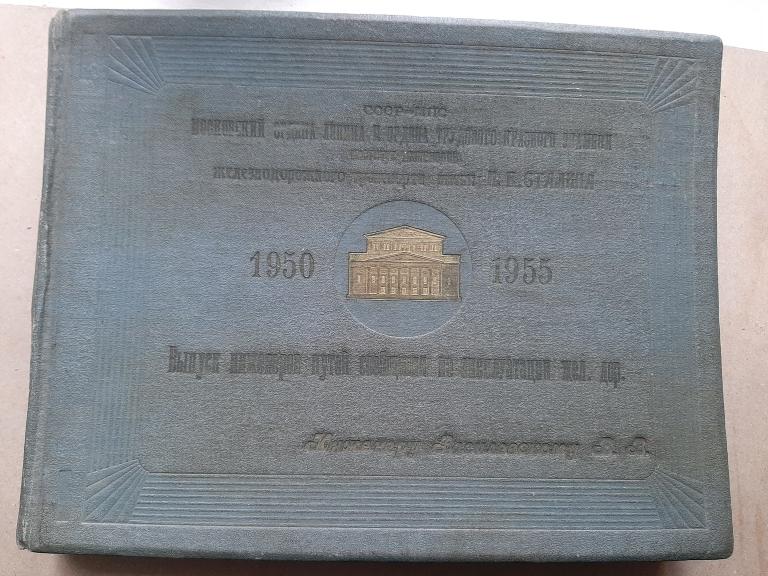 СССР-МПС
Московский ордена Ленина и ордена Трудового Красного Знамени
железнодорожного транспорта имени И. В. Сталина
1950 1955
Выпуск инженеров путей сообщения по эксплуатации жел. дор.
Инженеру